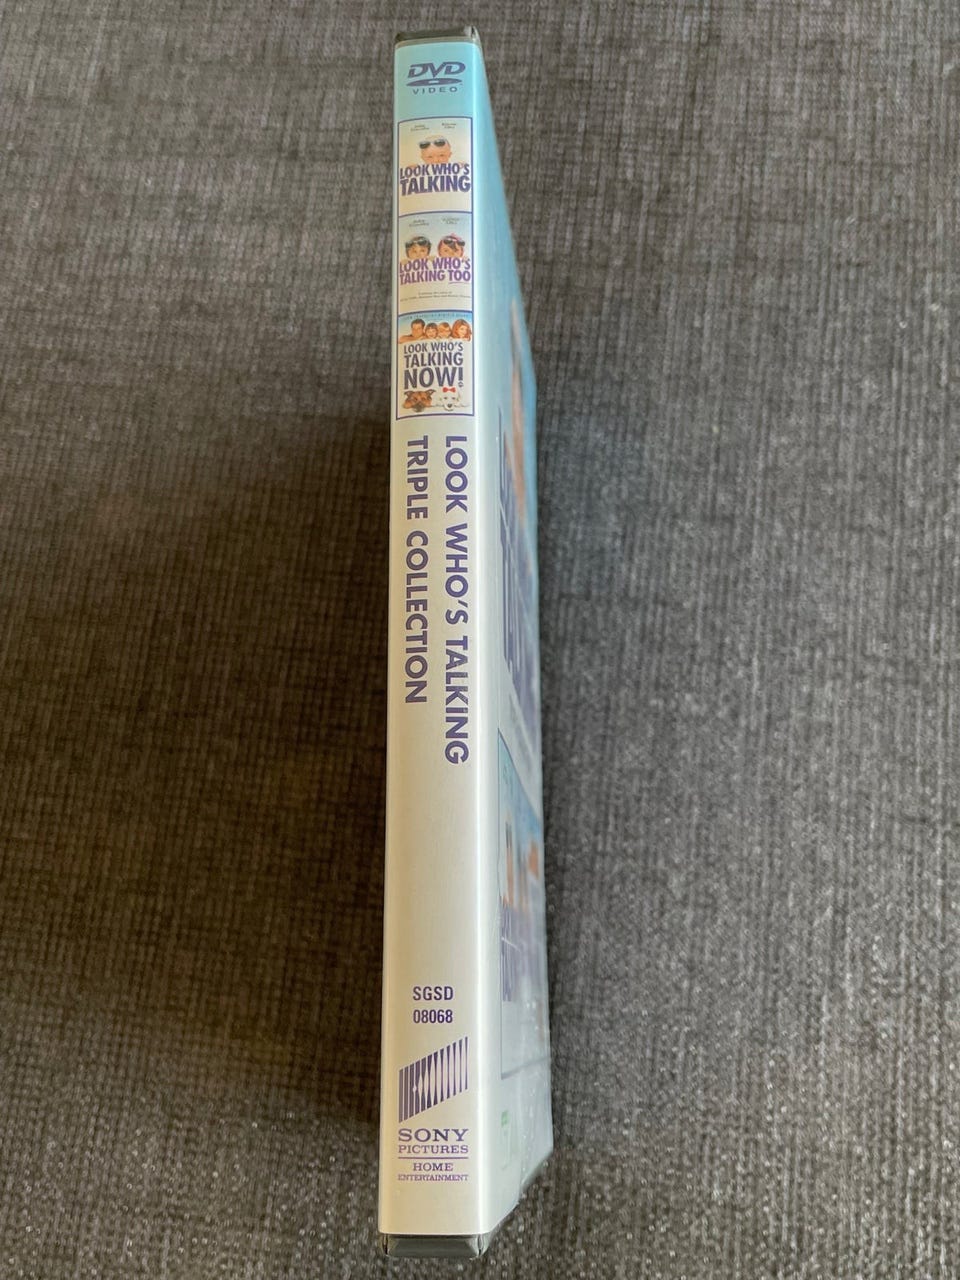 DVD
VIDEO
LOOK WHO'S
TALKING
LOOK WHO'S
TALKING TOO
LOOK WHO'S
TALKING
NOW!
LOOK WHO'S TALKING
TRIPLE COLLECTION
SGSD
08068
SONY
PICTURES
HOME
ENTERTAINMENT